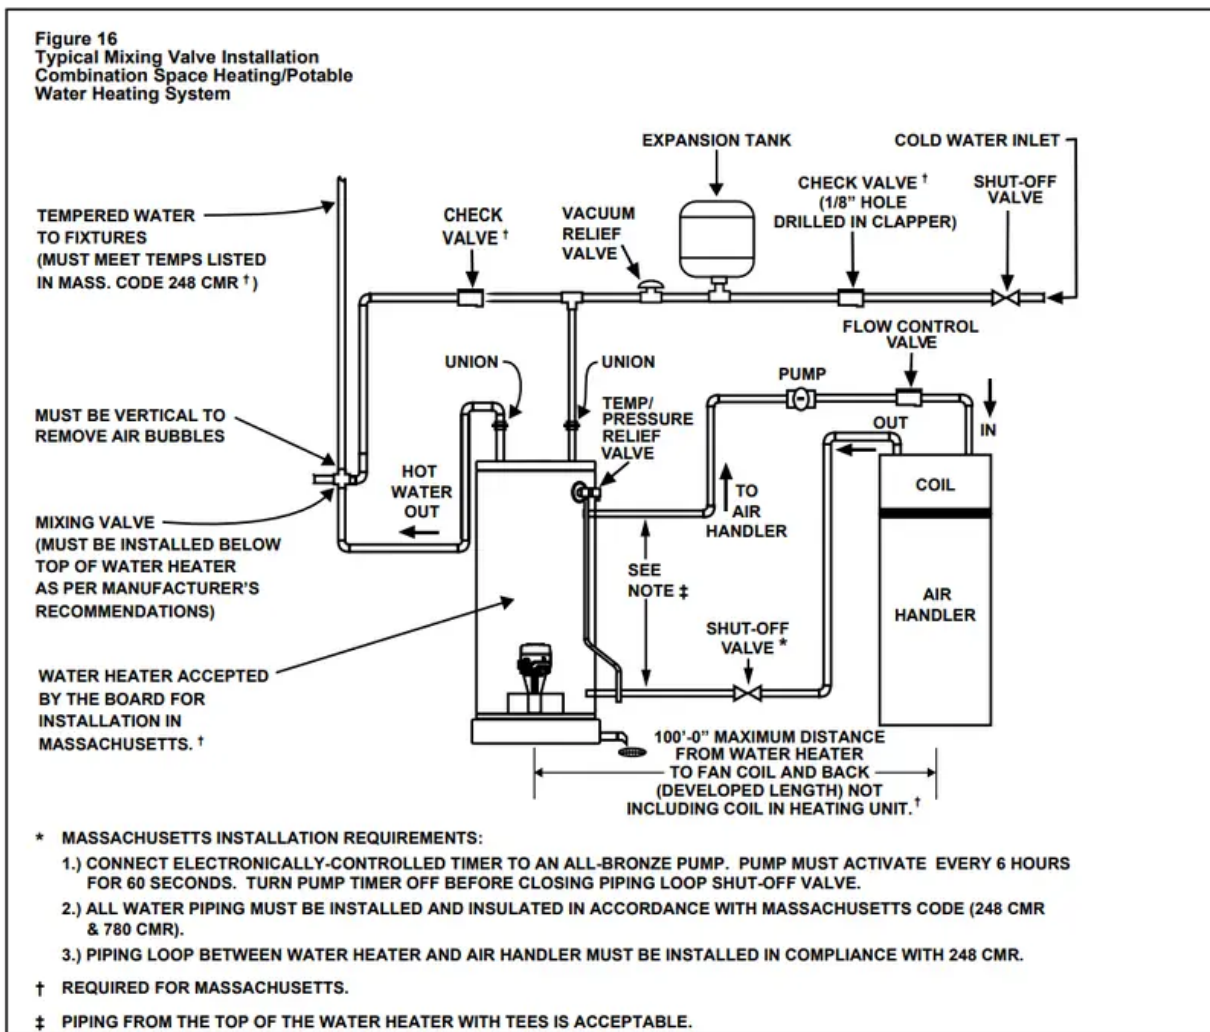 Figure 16
Typical Mixing Valve Installation
Combination Space Heating/Potable
Water Heating System
EXPANSION TANK
COLD WATER INLET
CHECK VALVE †
(1/8” HOLE
DRILLED IN CLAPPER)
SHUT-OFF
VALVE
TEMPERED WATER
TO FIXTURES
(MUST MEET TEMPS LISTED
IN MASS. CODE 248 CMR †)
CHECK
VALVE †
VACUUM
RELIEF
VALVE
FLOW CONTROL
VALVE
UNION
UNION
PUMP
TEMP/
PRESSURE
RELIEF
VALVE
OUT
IN
MUST BE VERTICAL TO
REMOVE AIR BUBBLES
HOT
WATER
OUT
TO
AIR
HANDLER
COIL
MIXING VALVE
(MUST BE INSTALLED BELOW
TOP OF WATER HEATER
AS PER MANUFACTURER’S
RECOMMENDATIONS)
SEE
NOTE ‡
AIR
HANDLER
SHUT-OFF
VALVE *
WATER HEATER ACCEPTED
BY THE BOARD FOR
INSTALLATION IN
MASSACHUSETTS. †
100’-0” MAXIMUM DISTANCE
FROM WATER HEATER
TO FAN COIL AND BACK
(DEVELOPED LENGTH) NOT
INCLUDING COIL IN HEATING UNIT.†
* MASSACHUSETTS INSTALLATION REQUIREMENTS:
1.) CONNECT ELECTRONICALLY-CONTROLLED TIMER TO AN ALL-BRONZE PUMP. PUMP MUST ACTIVATE EVERY 6 HOURS
FOR 60 SECONDS. TURN PUMP TIMER OFF BEFORE CLOSING PIPING LOOP SHUT-OFF VALVE.
2.) ALL WATER PIPING MUST BE INSTALLED AND INSULATED IN ACCORDANCE WITH MASSACHUSETTS CODE (248 CMR
& 780 CMR).
3.) PIPING LOOP BETWEEN WATER HEATER AND AIR HANDLER MUST BE INSTALLED IN COMPLIANCE WITH 248 CMR.
† REQUIRED FOR MASSACHUSETTS.
‡ PIPING FROM THE TOP OF THE WATER HEATER WITH TEES IS ACCEPTABLE.